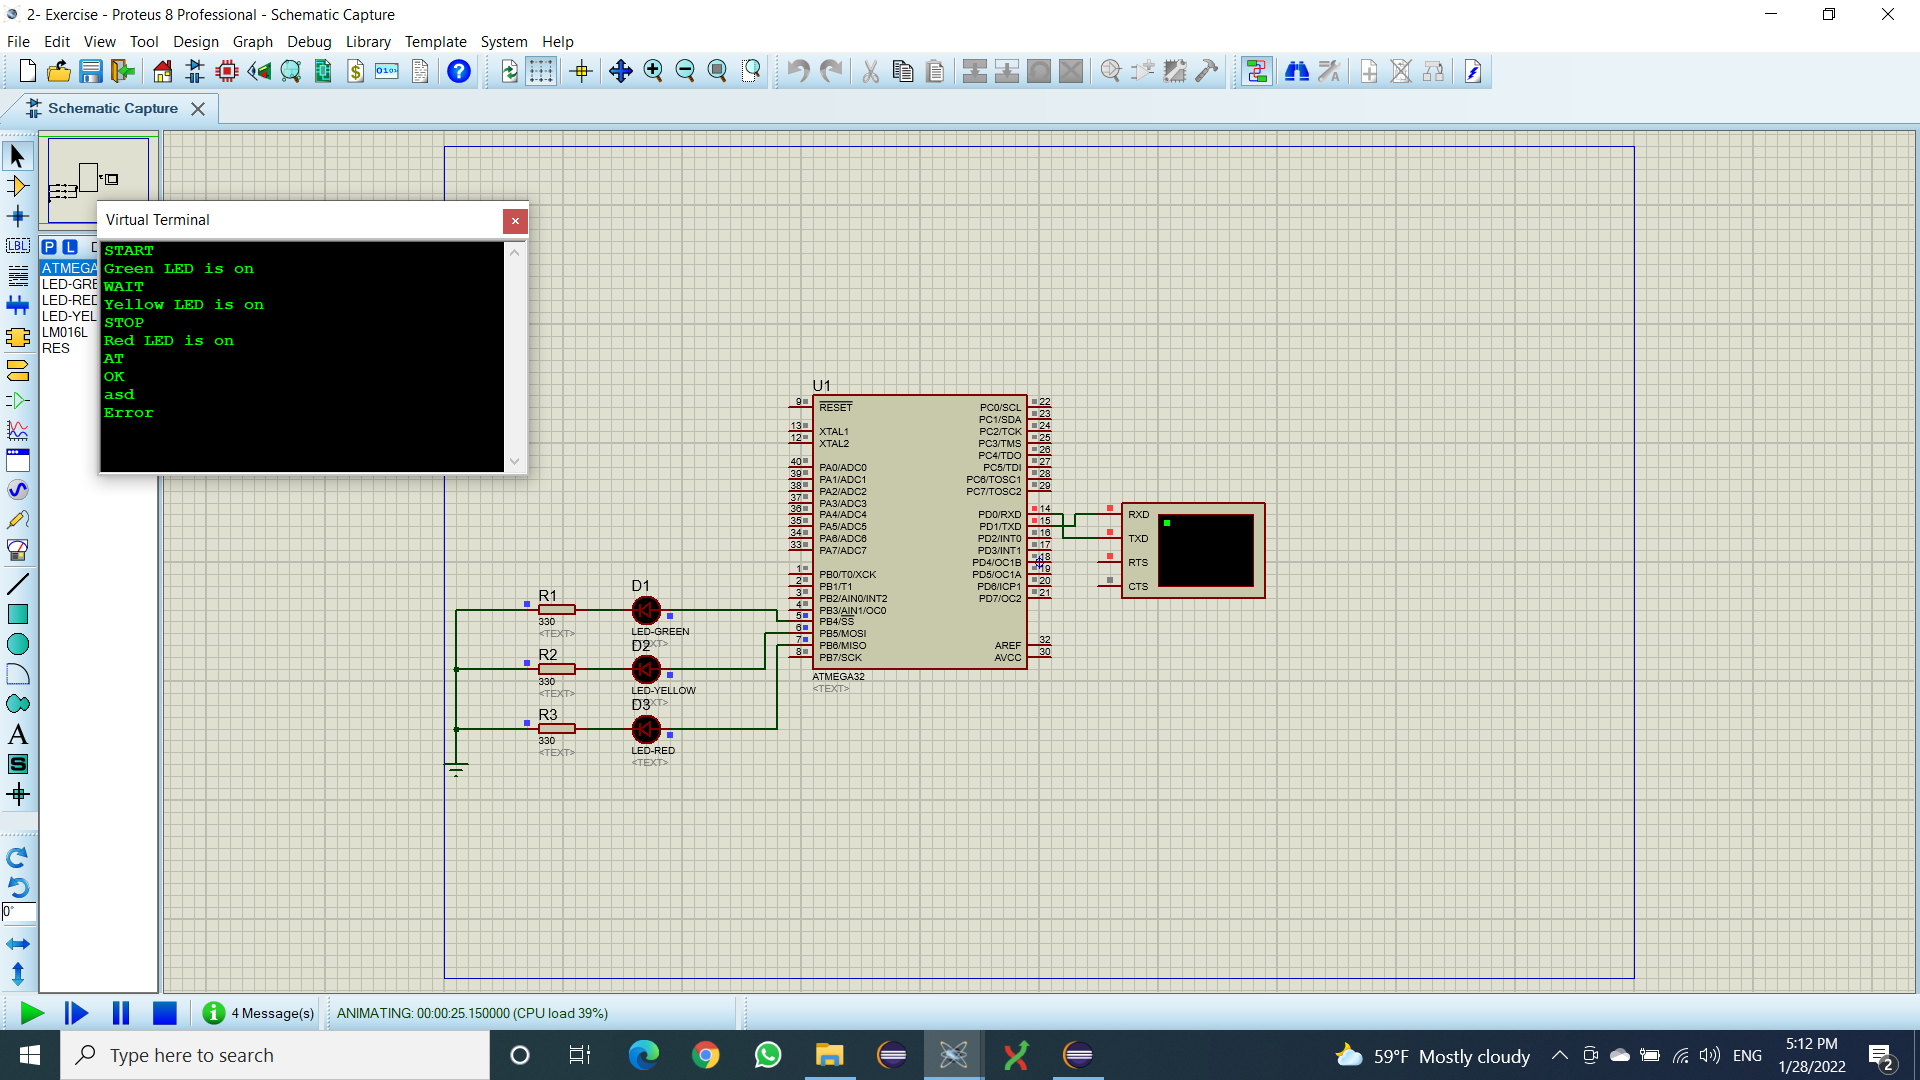 2- Exercise - Proteus 8 Professional - Schematic Capture
File Edit View Tool Design Graph Debug Library Template System Help
Schematic Capture
Virtual Terminal
START
Green LED is on
WAIT
Yellow LED is on
STOP
Red LED is on
AT
OK
asd
Error
P L D
ATMEGA
LED-GRE
LED-RED
LED-YEL
LM016L
RES
LBL
A
S
0°
U1
9 RESET
13 XTAL1
12 XTAL2
40 PA0/ADC0
39 PA1/ADC1
38 PA2/ADC2
37 PA3/ADC3
36 PA4/ADC4
35 PA5/ADC5
34 PA6/ADC6
33 PA7/ADC7
1 PB0/T0/XCK
2 PB1/T1
3 PB2/AIN0/INT2
4 PB3/AIN1/OC0
5 PB4/SS
6 PB5/MOSI
7 PB6/MISO
8 PB7/SCK
PC0/SCL 22
PC1/SDA 23
PC2/TCK 24
PC3/TMS 25
PC4/TDO 26
PC5/TDI 27
PC6/TOSC1 28
PC7/TOSC2 29
PD0/RXD 14
PD1/TXD 15
PD2/INT0 16
PD3/INT1 17
PD4/OC1B 18
PD5/OC1A 19
PD6/ICP1 20
PD7/OC2 21
AREF 32
AVCC 30
ATMEGA32
<TEXT>
RXD
TXD
RTS
CTS
R1
330
<TEXT>
D1
LED-GREEN
<TEXT>
R2
330
<TEXT>
D2
LED-YELLOW
<TEXT>
R3
330
<TEXT>
D3
LED-RED
<TEXT>
4 Message(s)
ANIMATING: 00:00:25.150000 (CPU load 39%)
Type here to search
59°F Mostly cloudy
ENG
5:12 PM
1/28/2022
2